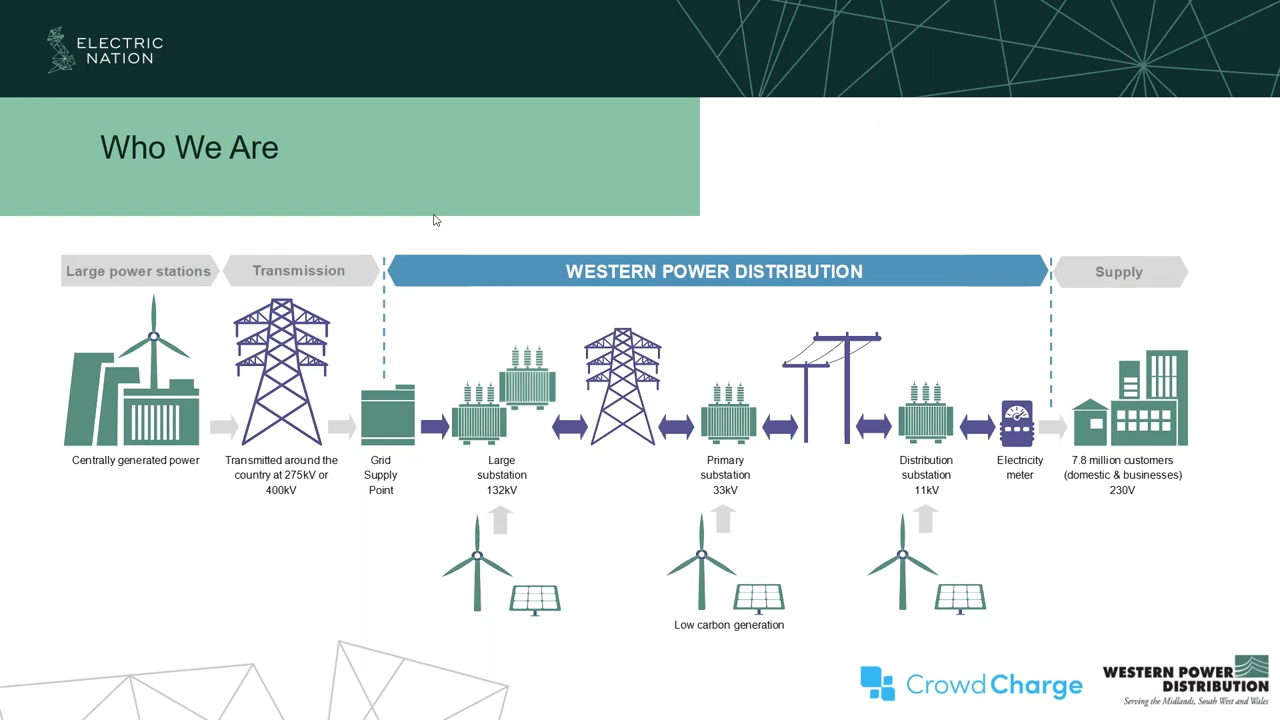 ELECTRIC
NATION
Who We Are
Large power stations
Transmission
WESTERN POWER DISTRIBUTION
Supply
Centrally generated power
Transmitted around the
country at 275kV or
400kV
Grid
Supply
Point
Large
substation
132kV
Primary
substation
33kV
Distribution
substation
11kV
Electricity
meter
7.8 million customers
(domestic & businesses)
230V
Low carbon generation
CrowdCharge
WESTERN POWER
DISTRIBUTION
Serving the Midlands, South West and Wales